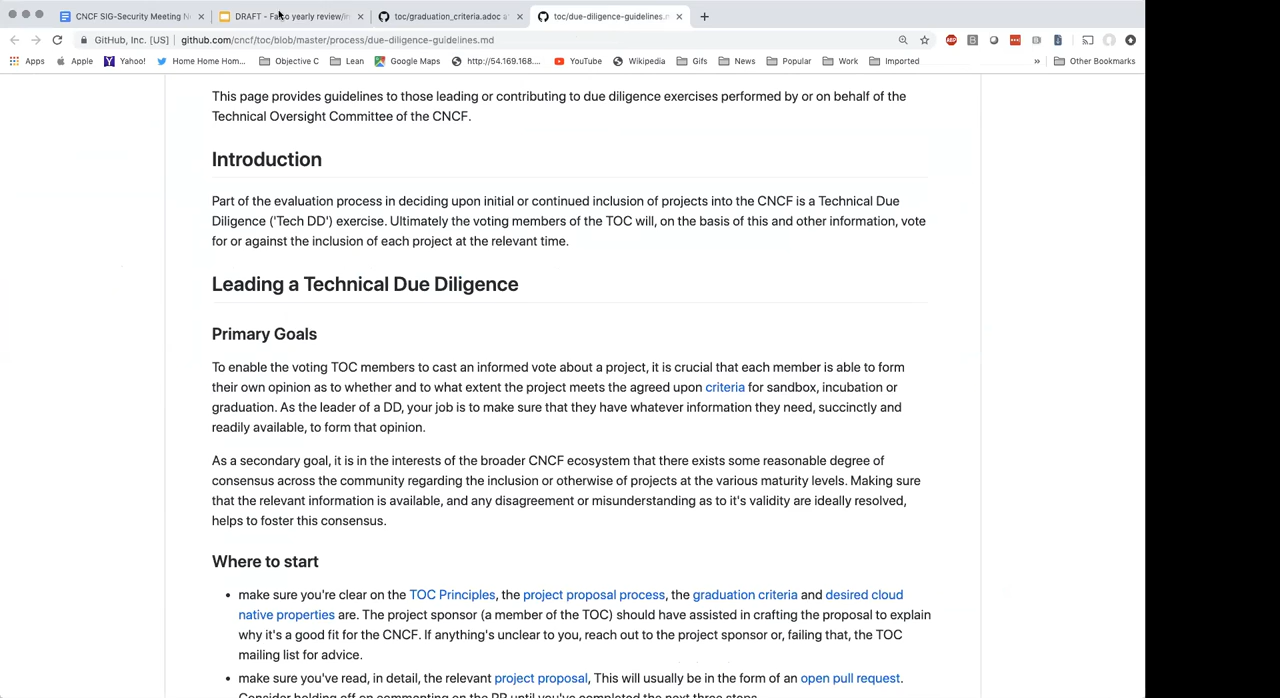 CNCF SIG-Security Meeting N
DRAFT - Falco yearly review/in
toc/graduation_criteria.adoc a
toc/due-diligence-guidelines.m
GitHub, Inc. [US] | github.com/cncf/toc/blob/master/process/due-diligence-guidelines.md
Apps Apple Yahoo! Home Home Hom... Objective C Lean Google Maps http://54.169.168.... YouTube Wikipedia Gifs News Popular Work Imported » Other Bookmarks
This page provides guidelines to those leading or contributing to due diligence exercises performed by or on behalf of the
Technical Oversight Committee of the CNCF.
Introduction
Part of the evaluation process in deciding upon initial or continued inclusion of projects into the CNCF is a Technical Due
Diligence ('Tech DD') exercise. Ultimately the voting members of the TOC will, on the basis of this and other information, vote
for or against the inclusion of each project at the relevant time.
Leading a Technical Due Diligence
Primary Goals
To enable the voting TOC members to cast an informed vote about a project, it is crucial that each member is able to form
their own opinion as to whether and to what extent the project meets the agreed upon criteria for sandbox, incubation or
graduation. As the leader of a DD, your job is to make sure that they have whatever information they need, succinctly and
readily available, to form that opinion.
As a secondary goal, it is in the interests of the broader CNCF ecosystem that there exists some reasonable degree of
consensus across the community regarding the inclusion or otherwise of projects at the various maturity levels. Making sure
that the relevant information is available, and any disagreement or misunderstanding as to it's validity are ideally resolved,
helps to foster this consensus.
Where to start
• make sure you're clear on the TOC Principles, the project proposal process, the graduation criteria and desired cloud
native properties are. The project sponsor (a member of the TOC) should have assisted in crafting the proposal to explain
why it's a good fit for the CNCF. If anything's unclear to you, reach out to the project sponsor or, failing that, the TOC
mailing list for advice.
• make sure you've read, in detail, the relevant project proposal, This will usually be in the form of an open pull request.
Consider holding off on commenting on the PR until you've completed the next three steps.